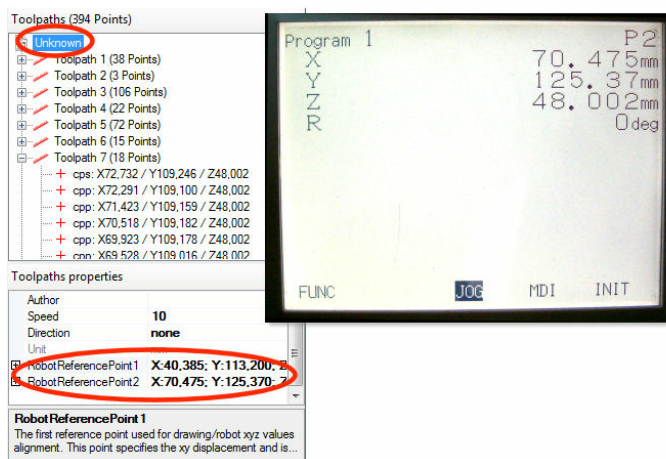 Toolpaths (394 Points)
Unknown
Toolpath 1 (38 Points)
Toolpath 2 (3 Points)
Toolpath 3 (106 Points)
Toolpath 4 (22 Points)
Toolpath 5 (72 Points)
Toolpath 6 (15 Points)
Toolpath 7 (18 Points)
cps: X72,732 / Y109,246 / Z48,002
cpp: X72,291 / Y109,100 / Z48,002
cpp: X71,423 / Y109,159 / Z48,002
cpp: X70,518 / Y109,182 / Z48,002
cpp: X69,923 / Y109,178 / Z48,002
cpp: X69,528 / Y109,016 / Z48,002
Toolpaths properties
Author
Speed 10
Direction none
Unit
RobotReferencePoint1 X:40,385; Y:113,200; Z
RobotReferencePoint2 X:70,475; Y:125,370; Z
RobotReferencePoint1
The first reference point used for drawing/robot xyz values
alignment. This point specifies the xy displacement and is...
Program 1 P2
X 70.475mm
Y 125.37mm
Z 48.002mm
R 0deg
FUNC JOG MDI INIT